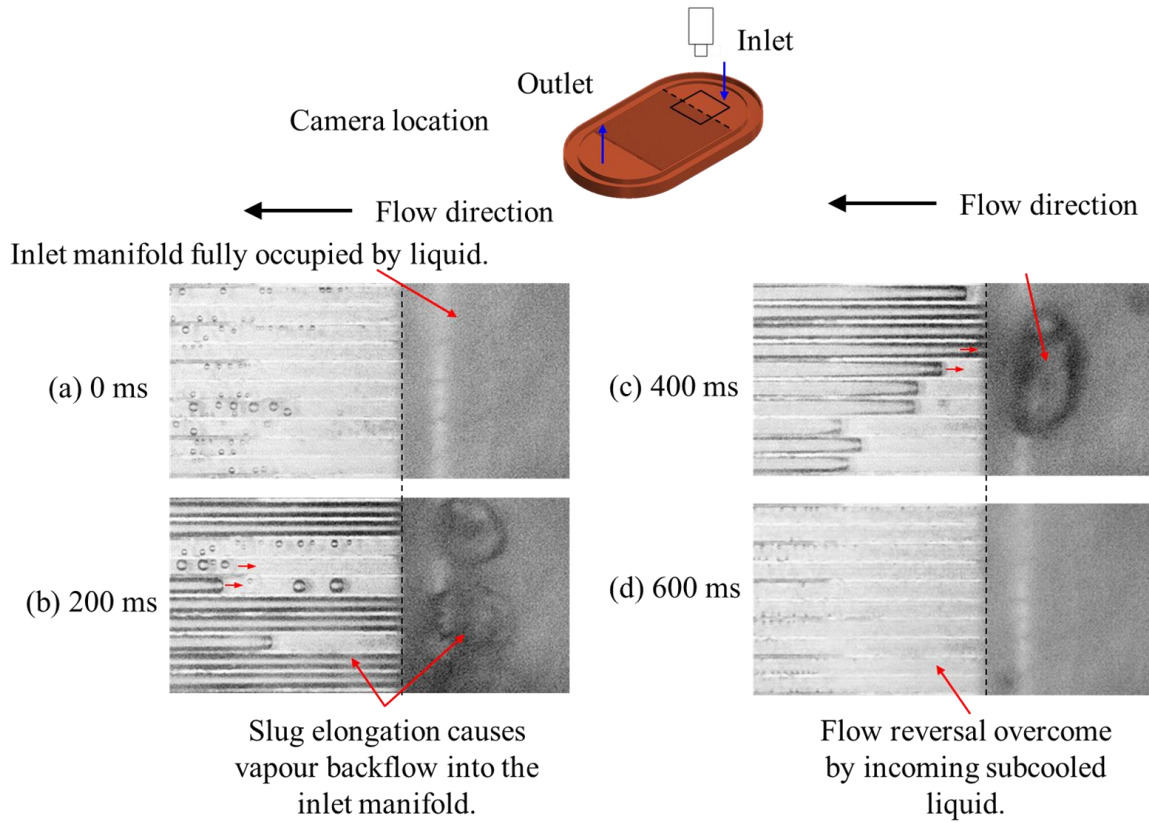 Inlet
Outlet
Camera location
Flow direction
Flow direction
Inlet manifold fully occupied by liquid.
(a) 0 ms
(c) 400 ms
(b) 200 ms
(d) 600 ms
Slug elongation causes
vapour backflow into the
inlet manifold.
Flow reversal overcome
by incoming subcooled
liquid.